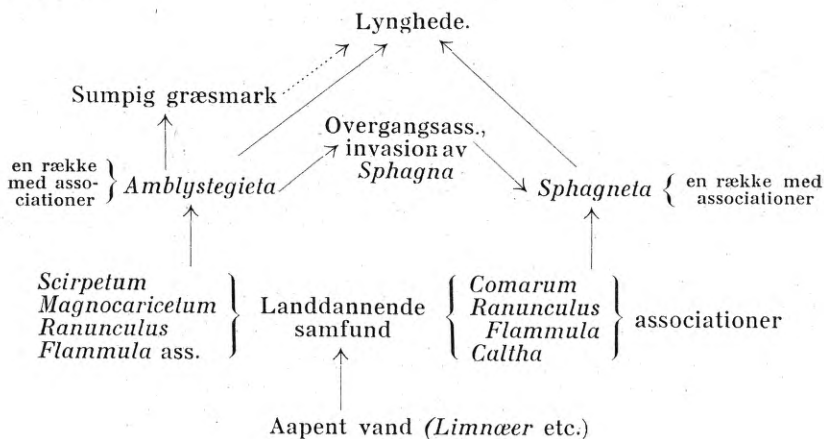 Lynghede.
Sumpig græsmark
Overgangsass.,
invasion av
Sphagna
en række
med asso-
ciationer
Amblystegieta
Sphagneta
en række med
associationer
Scirpetum
Magnocaricetum
Ranunculus
Flammula ass.
Landdannende
samfund
Comarum
Ranunculus
Flammula
Caltha
associationer
Aapent vand (Limnæer etc.)